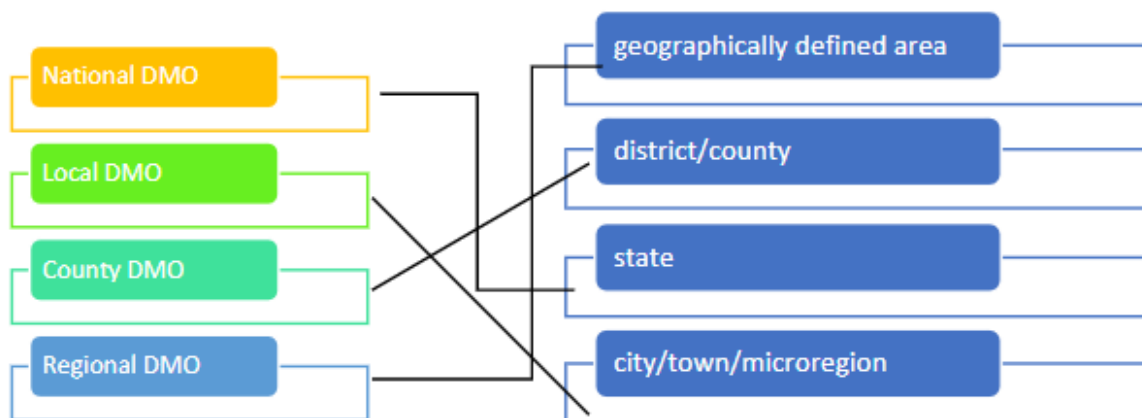 National DMO
Local DMO
County DMO
Regional DMO
geographically defined area
district/county
state
city/town/microregion